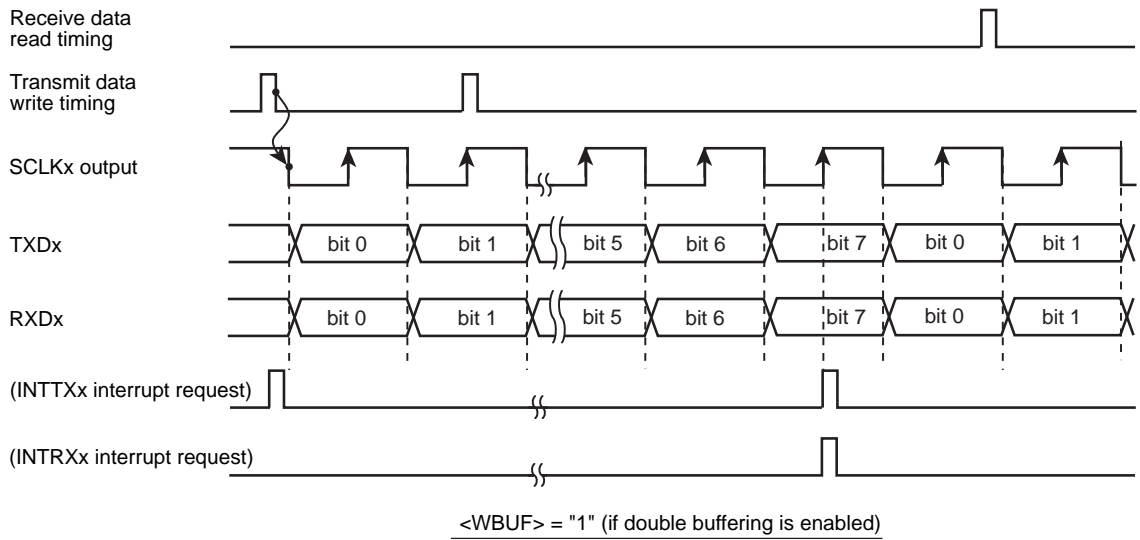 Receive data
read timing
Transmit data
write timing
SCLKx output
TXDx bit 0 bit 1 bit 5 bit 6 bit 7 bit 0 bit 1
RXDx bit 0 bit 1 bit 5 bit 6 bit 7 bit 0 bit 1
(INTTXx interrupt request)
(INTRXx interrupt request)
<WBUF> = "1" (if double buffering is enabled)